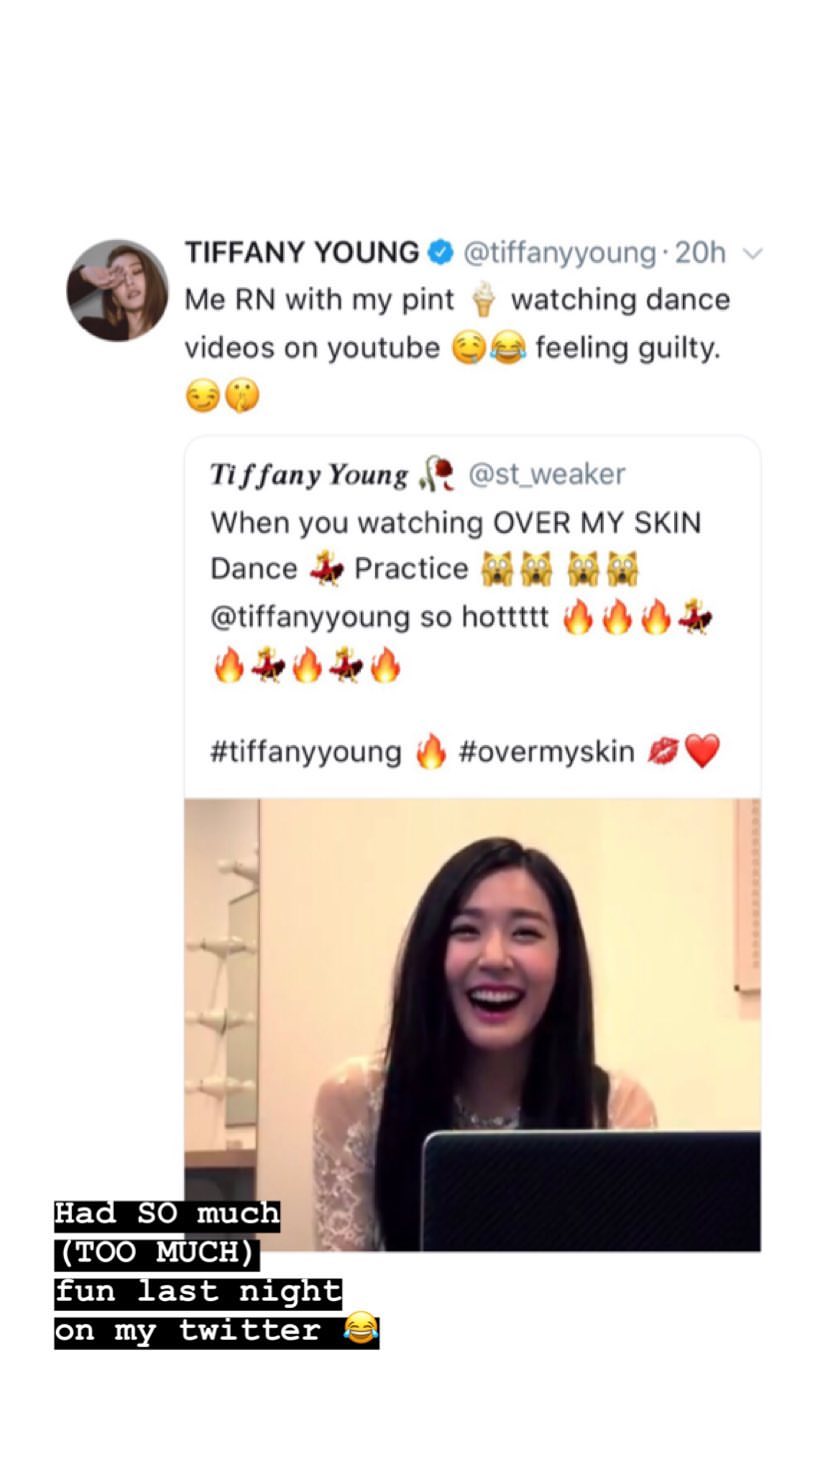 TIFFANY YOUNG @tiffanyyoung · 20h
Me RN with my pint 🍦 watching dance
videos on youtube 🤤😂 feeling guilty.
😏🤫
Tiffany Young 🥀 @st_weaker
When you watching OVER MY SKIN
Dance 💃 Practice 🙀🙀 🙀🙀
@tiffanyyoung so hottttt 🔥🔥🔥💃
🔥💃🔥💃🔥
#tiffanyyoung 🔥 #overmyskin 💋❤️
Had SO much
(TOO MUCH)
fun last night
on my twitter 😂